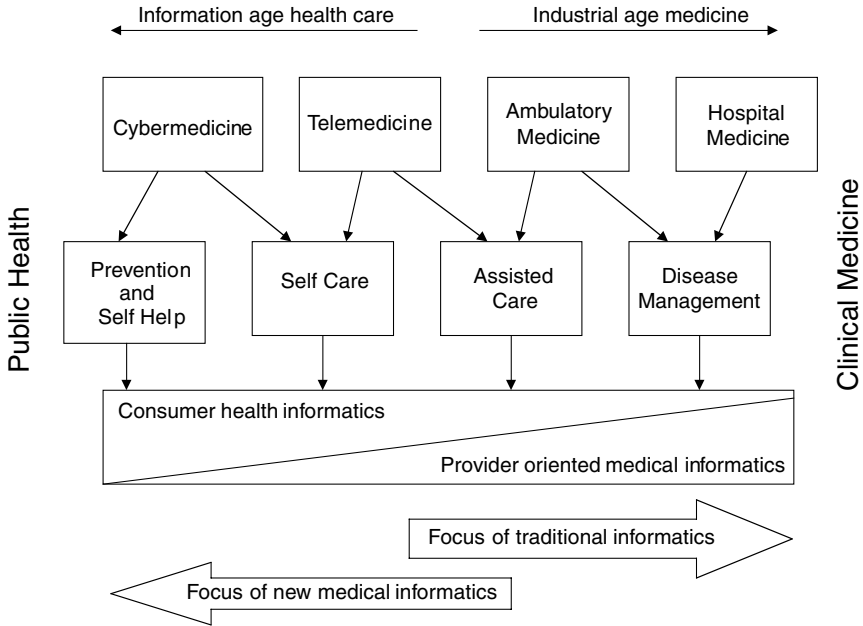 Information age health care
Industrial age medicine
Cybermedicine
Telemedicine
Ambulatory
Medicine
Hospital
Medicine
Public Health
Clinical Medicine
Prevention
and
Self Help
Self Care
Assisted
Care
Disease
Management
Consumer health informatics
Provider oriented medical informatics
Focus of traditional informatics
Focus of new medical informatics